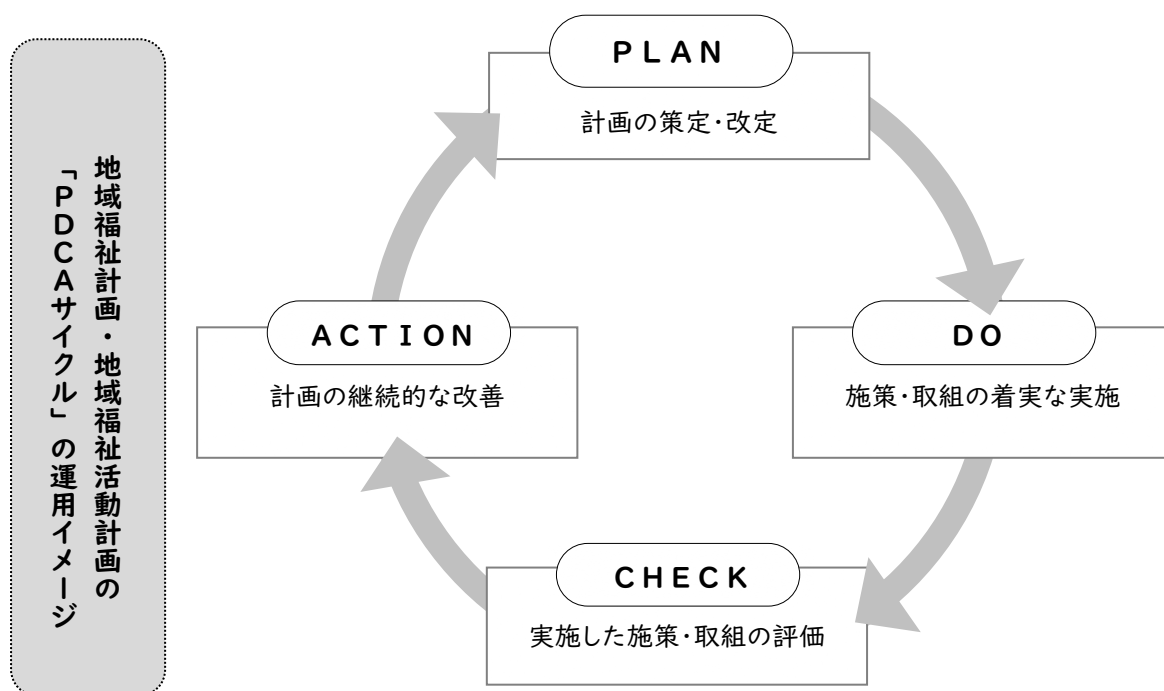 地域福祉計画・地域福祉活動計画の
「ＰＤＣＡサイクル」の運用イメージ
ＰＬＡＮ
計画の策定・改定
ＤＯ
施策・取組の着実な実施
ＣＨＥＣＫ
実施した施策・取組の評価
ＡＣＴＩＯＮ
計画の継続的な改善